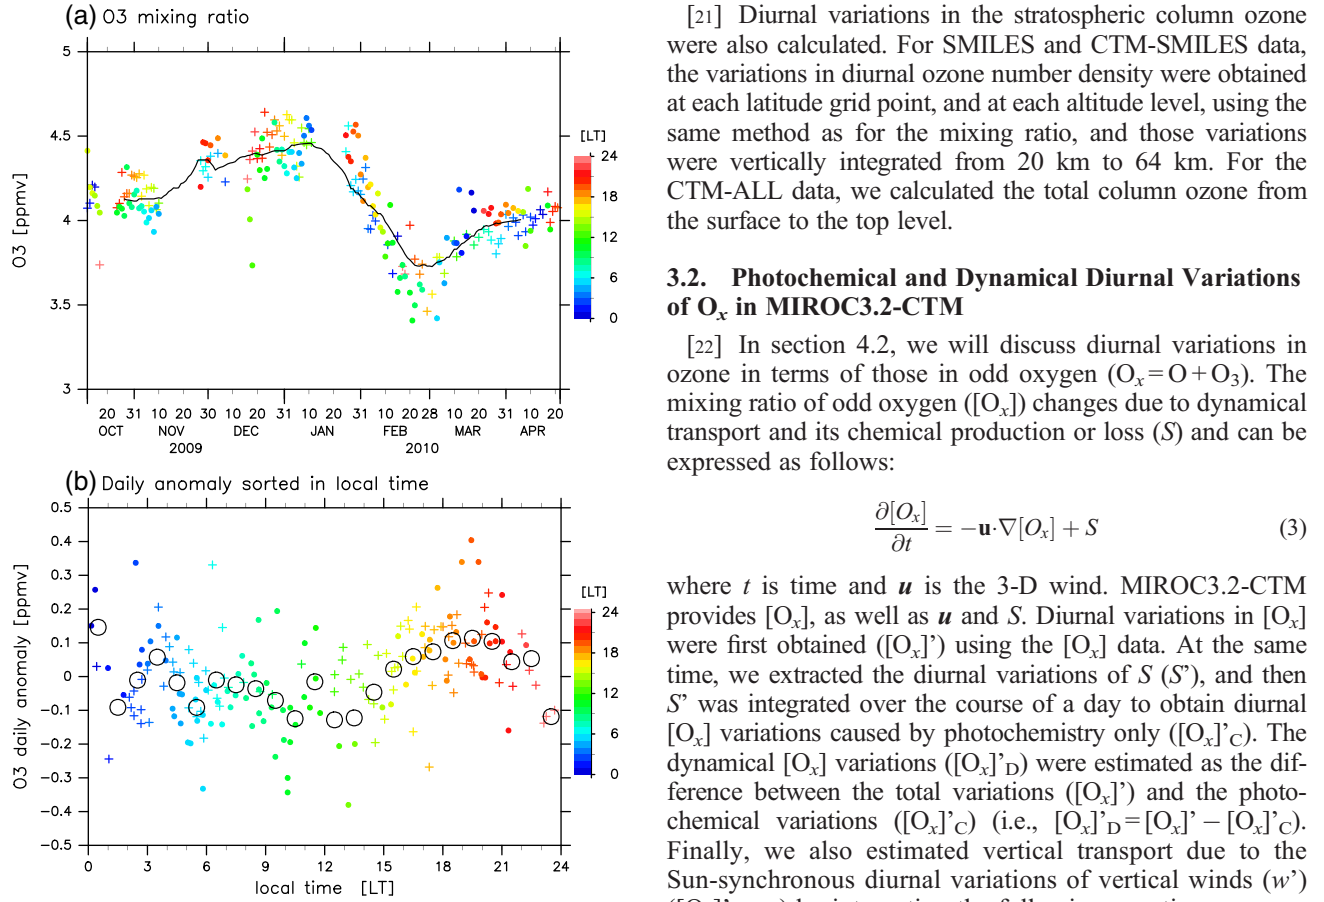 (a) O3 mixing ratio
5
4.5
4
3.5
3
O3 [ppmv]
20 31 10 20 30 10 20 31 10 20 31 10 20 28 10 20 31 10 20
OCT NOV DEC JAN FEB MAR APR
2009 2010
[LT]
24
18
12
6
0
(b) Daily anomaly sorted in local time
0.5
0.4
0.3
0.2
0.1
0
-0.1
-0.2
-0.3
-0.4
-0.5
O3 daily anomaly [ppmv]
0 3 6 9 12 15 18 21 24
local time [LT]
[LT]
24
18
12
6
0
[21] Diurnal variations in the stratospheric column ozone
were also calculated. For SMILES and CTM-SMILES data,
the variations in diurnal ozone number density were obtained
at each latitude grid point, and at each altitude level, using the
same method as for the mixing ratio, and those variations
were vertically integrated from 20 km to 64 km. For the
CTM-ALL data, we calculated the total column ozone from
the surface to the top level.
3.2. Photochemical and Dynamical Diurnal Variations
of Oₓ in MIROC3.2-CTM
[22] In section 4.2, we will discuss diurnal variations in
ozone in terms of those in odd oxygen (Oₓ = O + O₃). The
mixing ratio of odd oxygen ([Oₓ]) changes due to dynamical
transport and its chemical production or loss (S) and can be
expressed as follows:
∂[Oₓ]/∂t = −u·∇[Oₓ] + S (3)
where t is time and u is the 3-D wind. MIROC3.2-CTM
provides [Oₓ], as well as u and S. Diurnal variations in [Oₓ]
were first obtained ([Oₓ]’) using the [Oₓ] data. At the same
time, we extracted the diurnal variations of S (S’), and then
S’ was integrated over the course of a day to obtain diurnal
[Oₓ] variations caused by photochemistry only ([Oₓ]’C). The
dynamical [Oₓ] variations ([Oₓ]’D) were estimated as the dif-
ference between the total variations ([Oₓ]’) and the photo-
chemical variations ([Oₓ]’C) (i.e., [Oₓ]’D = [Oₓ]’ − [Oₓ]’C).
Finally, we also estimated vertical transport due to the
Sun-synchronous diurnal variations of vertical winds (w’)